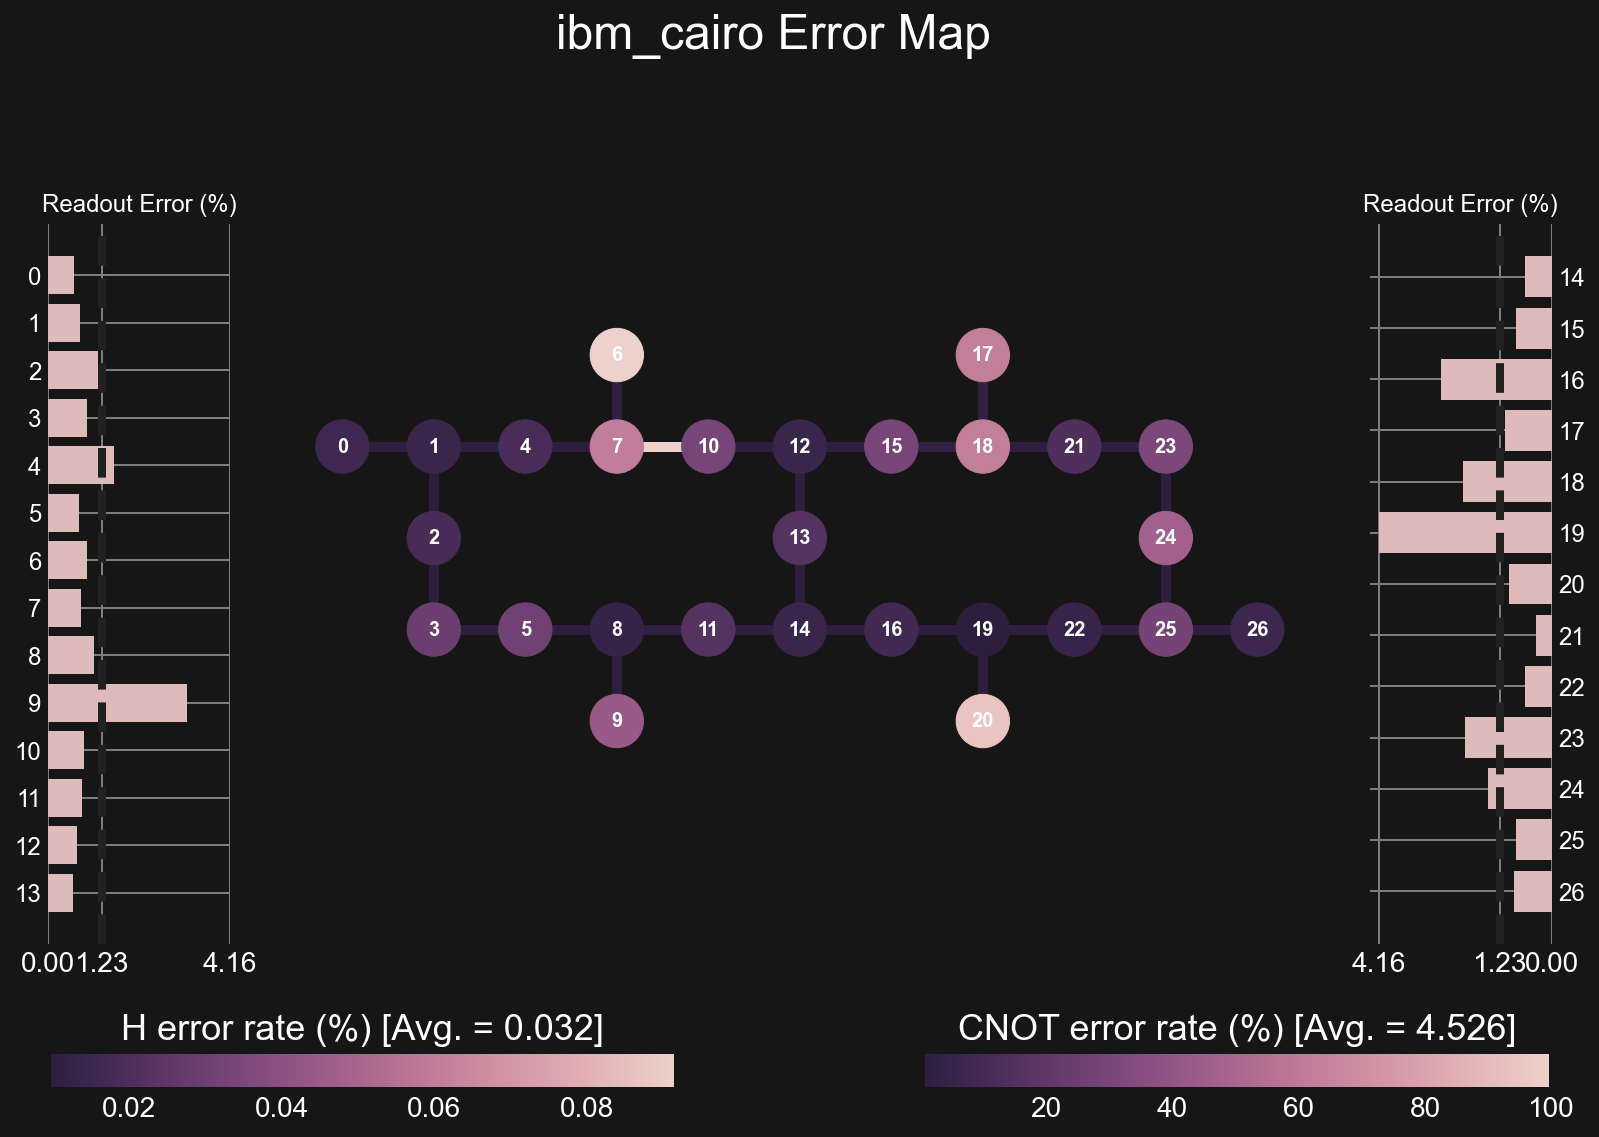 ibm_cairo Error Map
Readout Error (%)
0
1
2
3
4
5
6
7
8
9
10
11
12
13
0.00 1.23 4.16
6 17
0 1 4 7 10 12 15 18 21 23
2 13 24
3 5 8 11 14 16 19 22 25 26
9 20
Readout Error (%)
14
15
16
17
18
19
20
21
22
23
24
25
26
4.16 1.23 0.00
H error rate (%) [Avg. = 0.032]
0.02 0.04 0.06 0.08
CNOT error rate (%) [Avg. = 4.526]
20 40 60 80 100